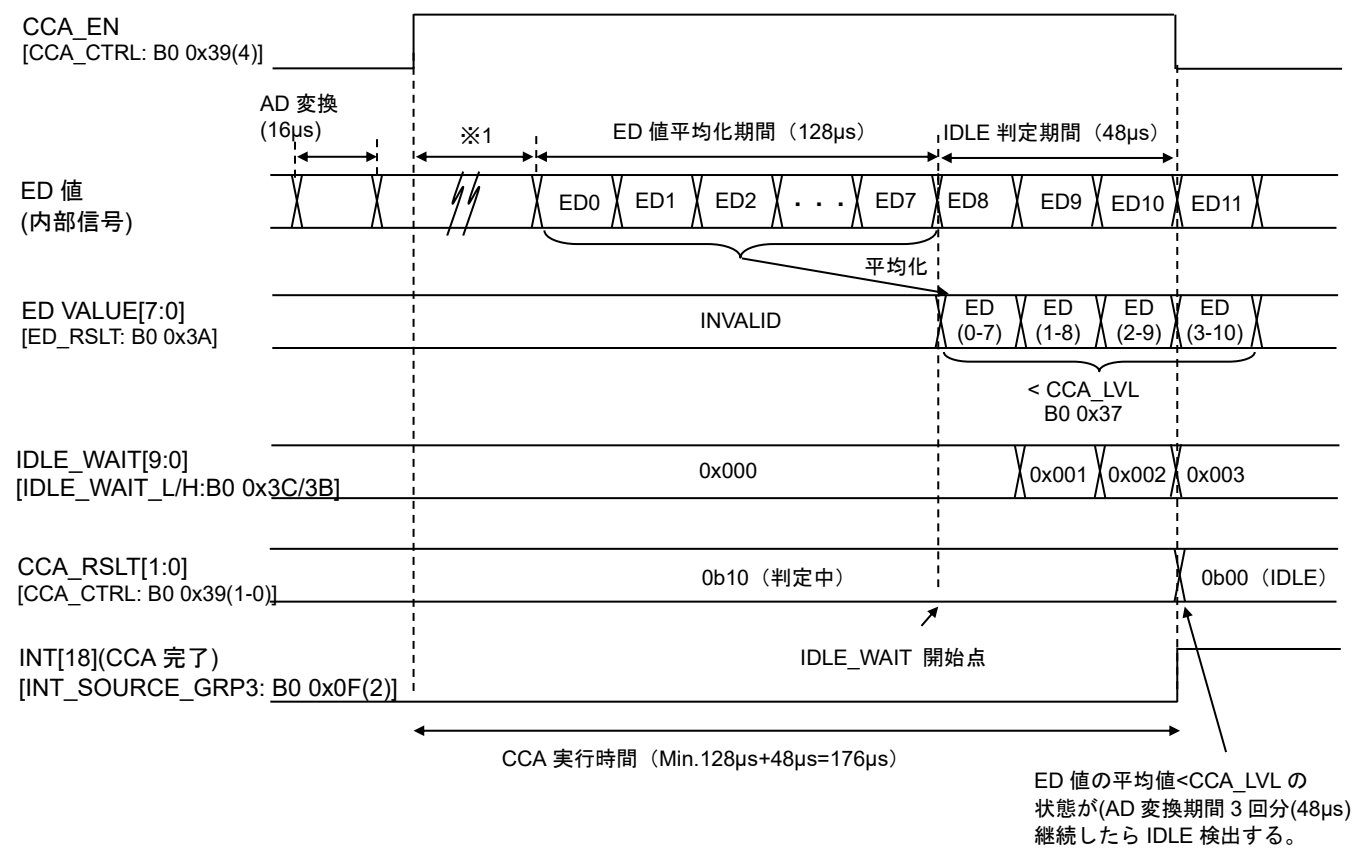 CCA_EN
[CCA_CTRL: B0 0x39(4)]
AD 変換
(16μs)
※1
ED 値平均化期間（128μs）
IDLE 判定期間（48μs）
ED 値
(内部信号)
ED0
ED1
ED2
・・・
ED7
ED8
ED9
ED10
ED11
平均化
ED VALUE[7:0]
[ED_RSLT: B0 0x3A]
INVALID
ED
(0-7)
ED
(1-8)
ED
(2-9)
ED
(3-10)
< CCA_LVL
B0 0x37
IDLE_WAIT[9:0]
[IDLE_WAIT_L/H:B0 0x3C/3B]
0x000
0x001
0x002
0x003
CCA_RSLT[1:0]
[CCA_CTRL: B0 0x39(1-0)]
0b10（判定中）
0b00（IDLE）
INT[18](CCA 完了)
[INT_SOURCE_GRP3: B0 0x0F(2)]
IDLE_WAIT 開始点
CCA 実行時間（Min.128μs+48μs=176μs）
ED 値の平均値<CCA_LVL の
状態が(AD 変換期間 3 回分(48μs)
継続したら IDLE 検出する。